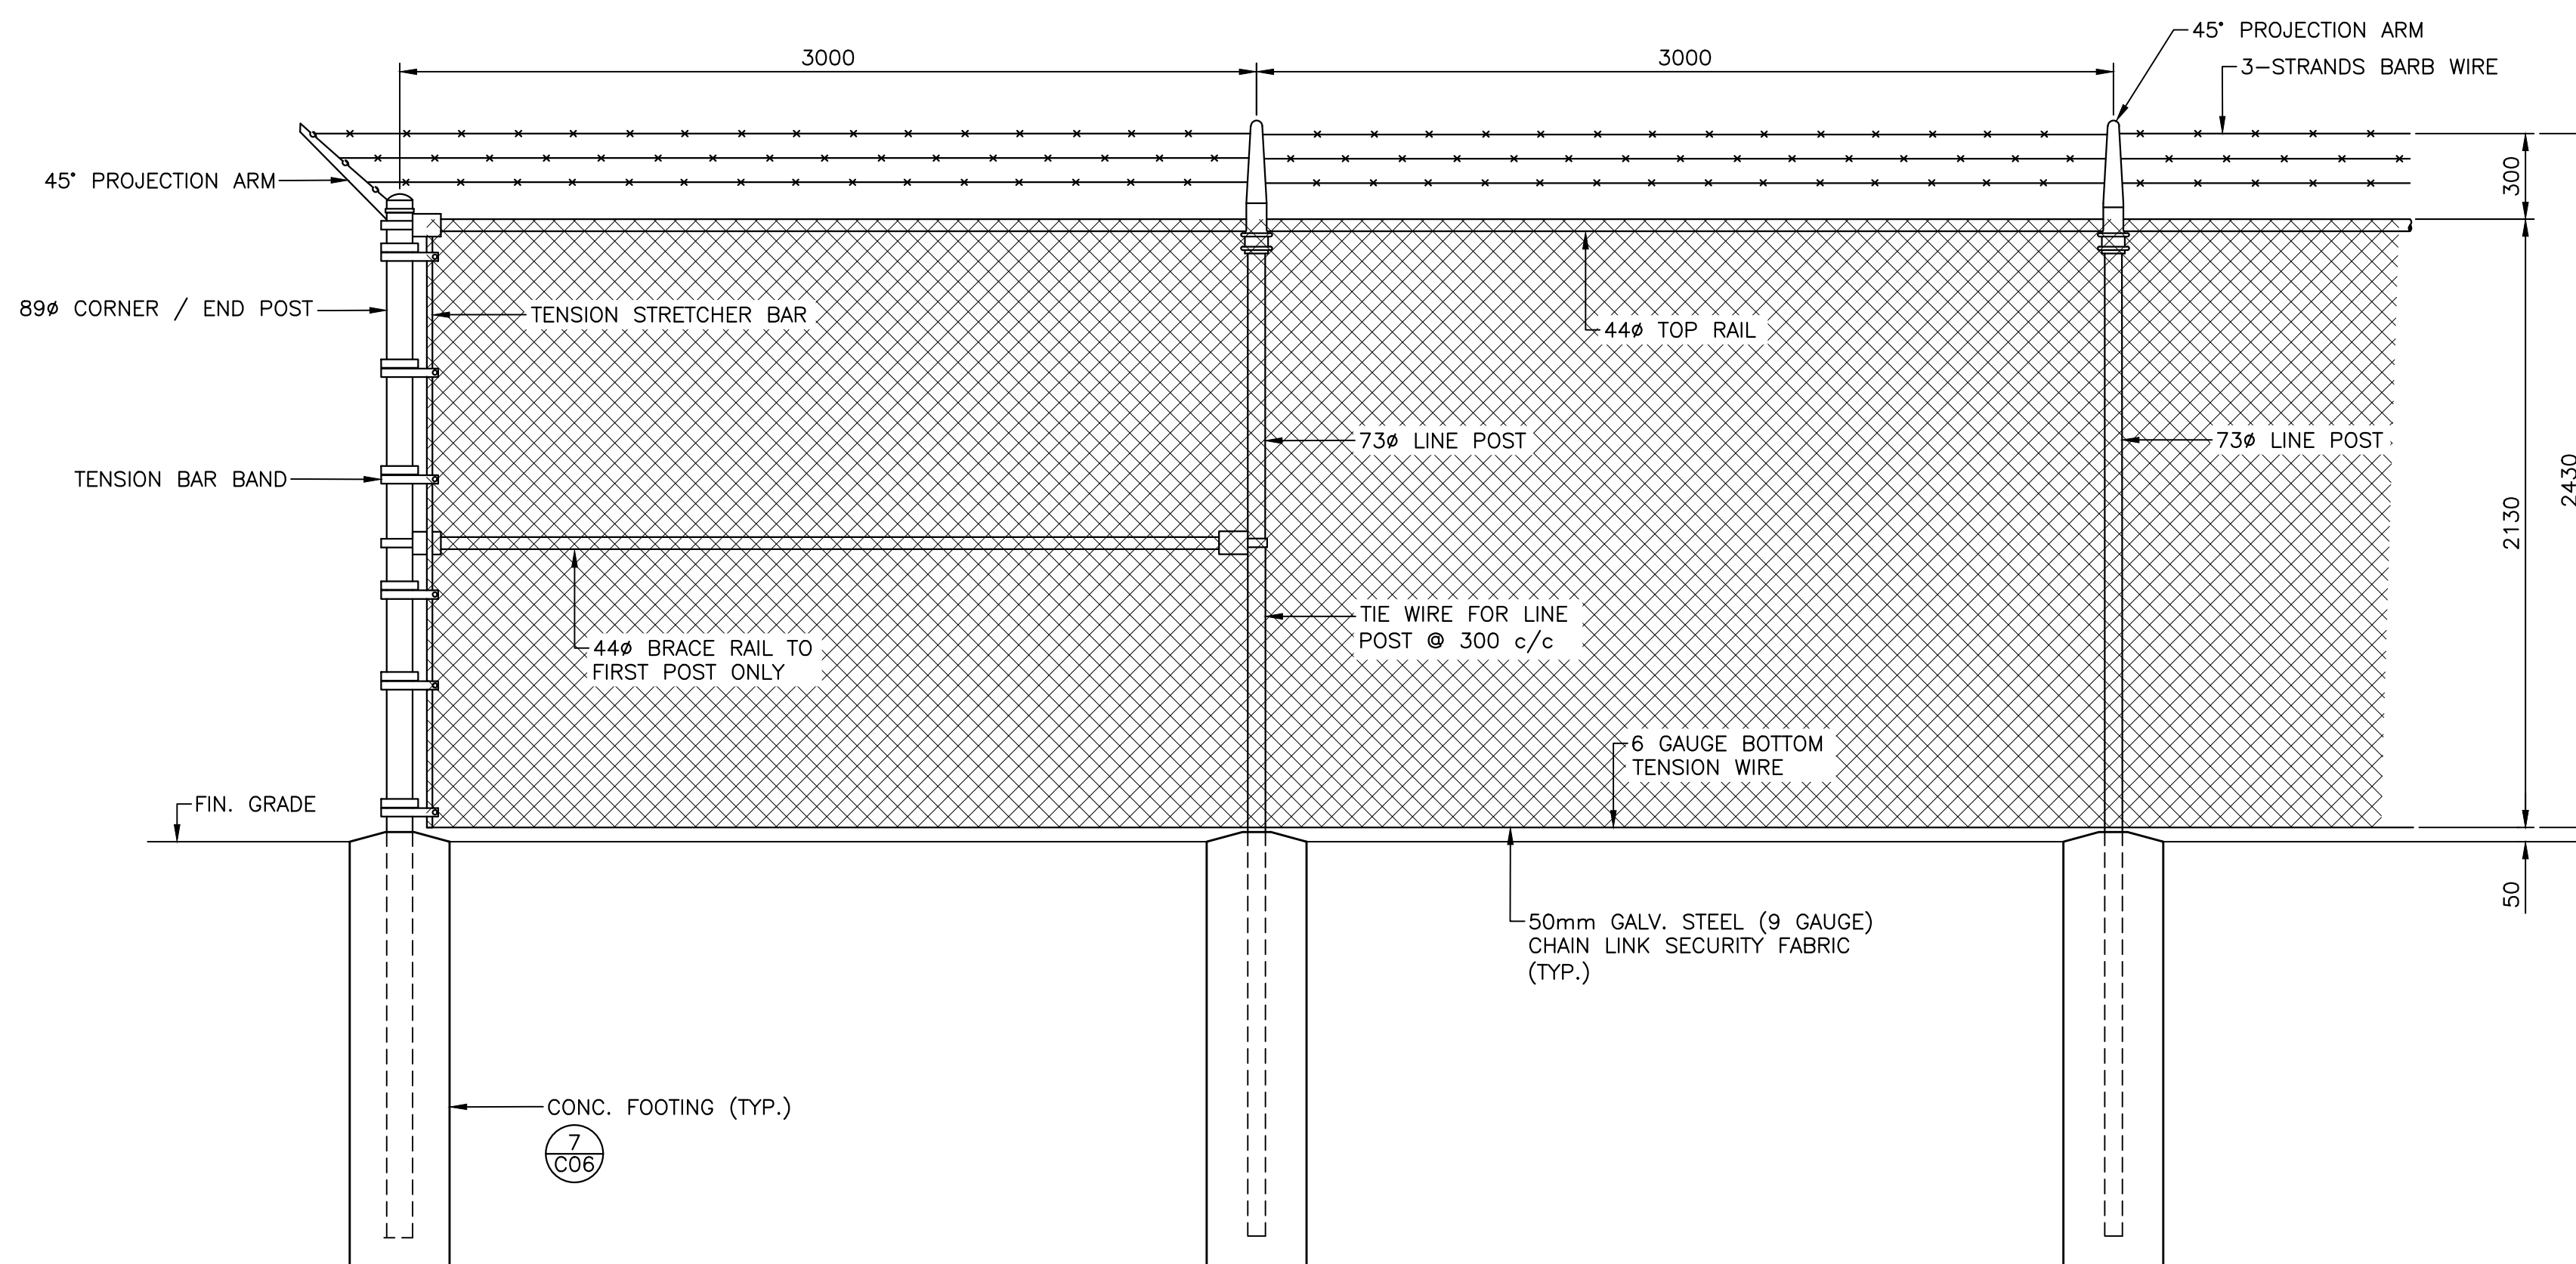 45° PROJECTION ARM
3000
3000
3-STRANDS BARB WIRE
45° PROJECTION ARM
300
89ø CORNER / END POST
TENSION STRETCHER BAR
44ø TOP RAIL
73ø LINE POST
73ø LINE POST
TENSION BAR BAND
2430
2130
TIE WIRE FOR LINE
POST @ 300 c/c
44ø BRACE RAIL TO
FIRST POST ONLY
6 GAUGE BOTTOM
TENSION WIRE
FIN. GRADE
50
50mm GALV. STEEL (9 GAUGE)
CHAIN LINK SECURITY FABRIC
(TYP.)
CONC. FOOTING (TYP.)
7
C06